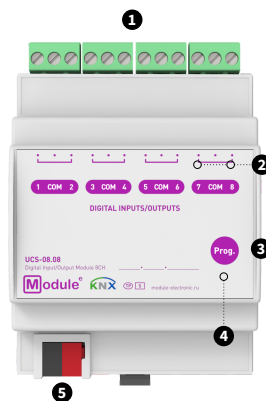 1
1 COM 2 3 COM 4 5 COM 6 7 COM 8
2
DIGITAL INPUTS/OUTPUTS
Prog.
3
UCS-08.08
Digital Input/Output Module 8CH
Module e KNX module-electronic.ru
4
5